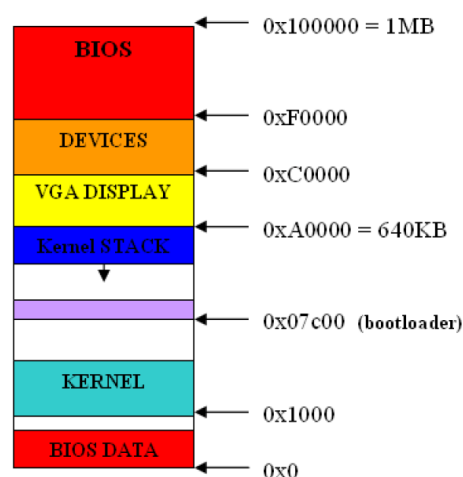 0x100000 = 1MB
BIOS
0xF0000
DEVICES
0xC0000
VGA DISPLAY
0xA0000 = 640KB
Kernel STACK
0x07c00 (bootloader)
KERNEL
0x1000
BIOS DATA
0x0